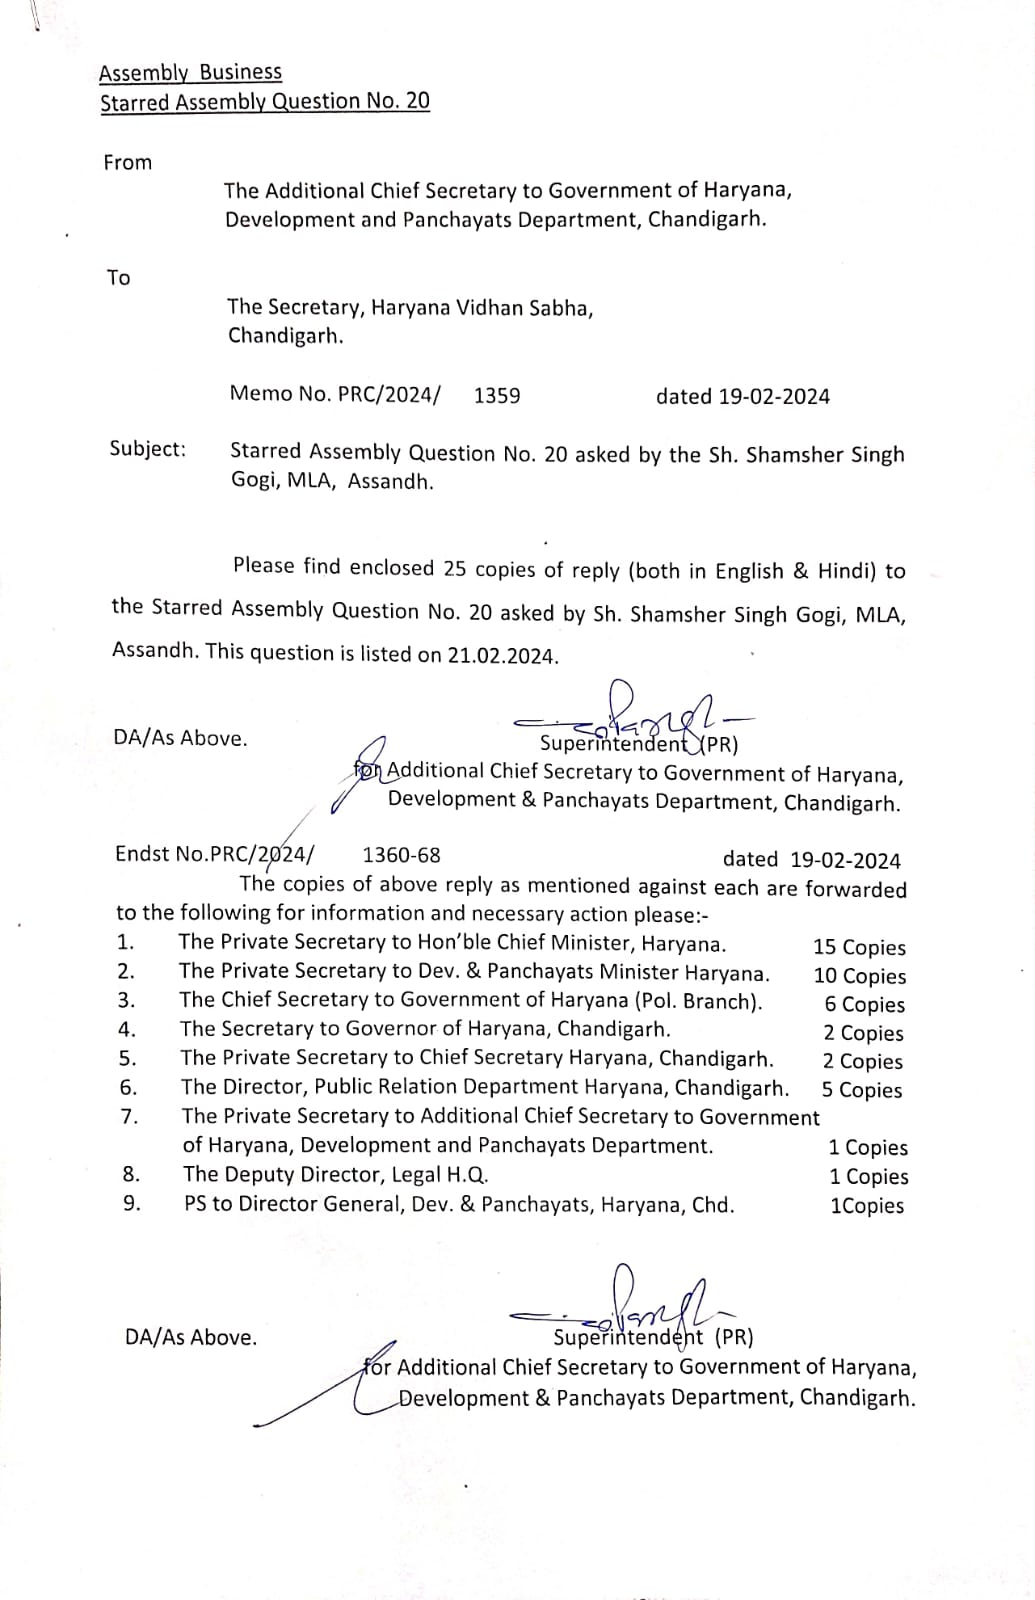 Assembly Business
Starred Assembly Question No. 20
From
The Additional Chief Secretary to Government of Haryana,
Development and Panchayats Department, Chandigarh.
To
The Secretary, Haryana Vidhan Sabha,
Chandigarh.
Memo No. PRC/2024/ 1359 dated 19-02-2024
Subject: Starred Assembly Question No. 20 asked by the Sh. Shamsher Singh
Gogi, MLA, Assandh.
Please find enclosed 25 copies of reply (both in English & Hindi) to
the Starred Assembly Question No. 20 asked by Sh. Shamsher Singh Gogi, MLA,
Assandh. This question is listed on 21.02.2024.
DA/As Above.
Superintendent (PR)
for Additional Chief Secretary to Government of Haryana,
Development & Panchayats Department, Chandigarh.
Endst No.PRC/2024/ 1360-68 dated 19-02-2024
The copies of above reply as mentioned against each are forwarded
to the following for information and necessary action please:-
1. The Private Secretary to Hon'ble Chief Minister, Haryana. 15 Copies
2. The Private Secretary to Dev. & Panchayats Minister Haryana. 10 Copies
3. The Chief Secretary to Government of Haryana (Pol. Branch). 6 Copies
4. The Secretary to Governor of Haryana, Chandigarh. 2 Copies
5. The Private Secretary to Chief Secretary Haryana, Chandigarh. 2 Copies
6. The Director, Public Relation Department Haryana, Chandigarh. 5 Copies
7. The Private Secretary to Additional Chief Secretary to Government
of Haryana, Development and Panchayats Department. 1 Copies
8. The Deputy Director, Legal H.Q. 1 Copies
9. PS to Director General, Dev. & Panchayats, Haryana, Chd. 1Copies
DA/As Above.
Superintendent (PR)
for Additional Chief Secretary to Government of Haryana,
Development & Panchayats Department, Chandigarh.